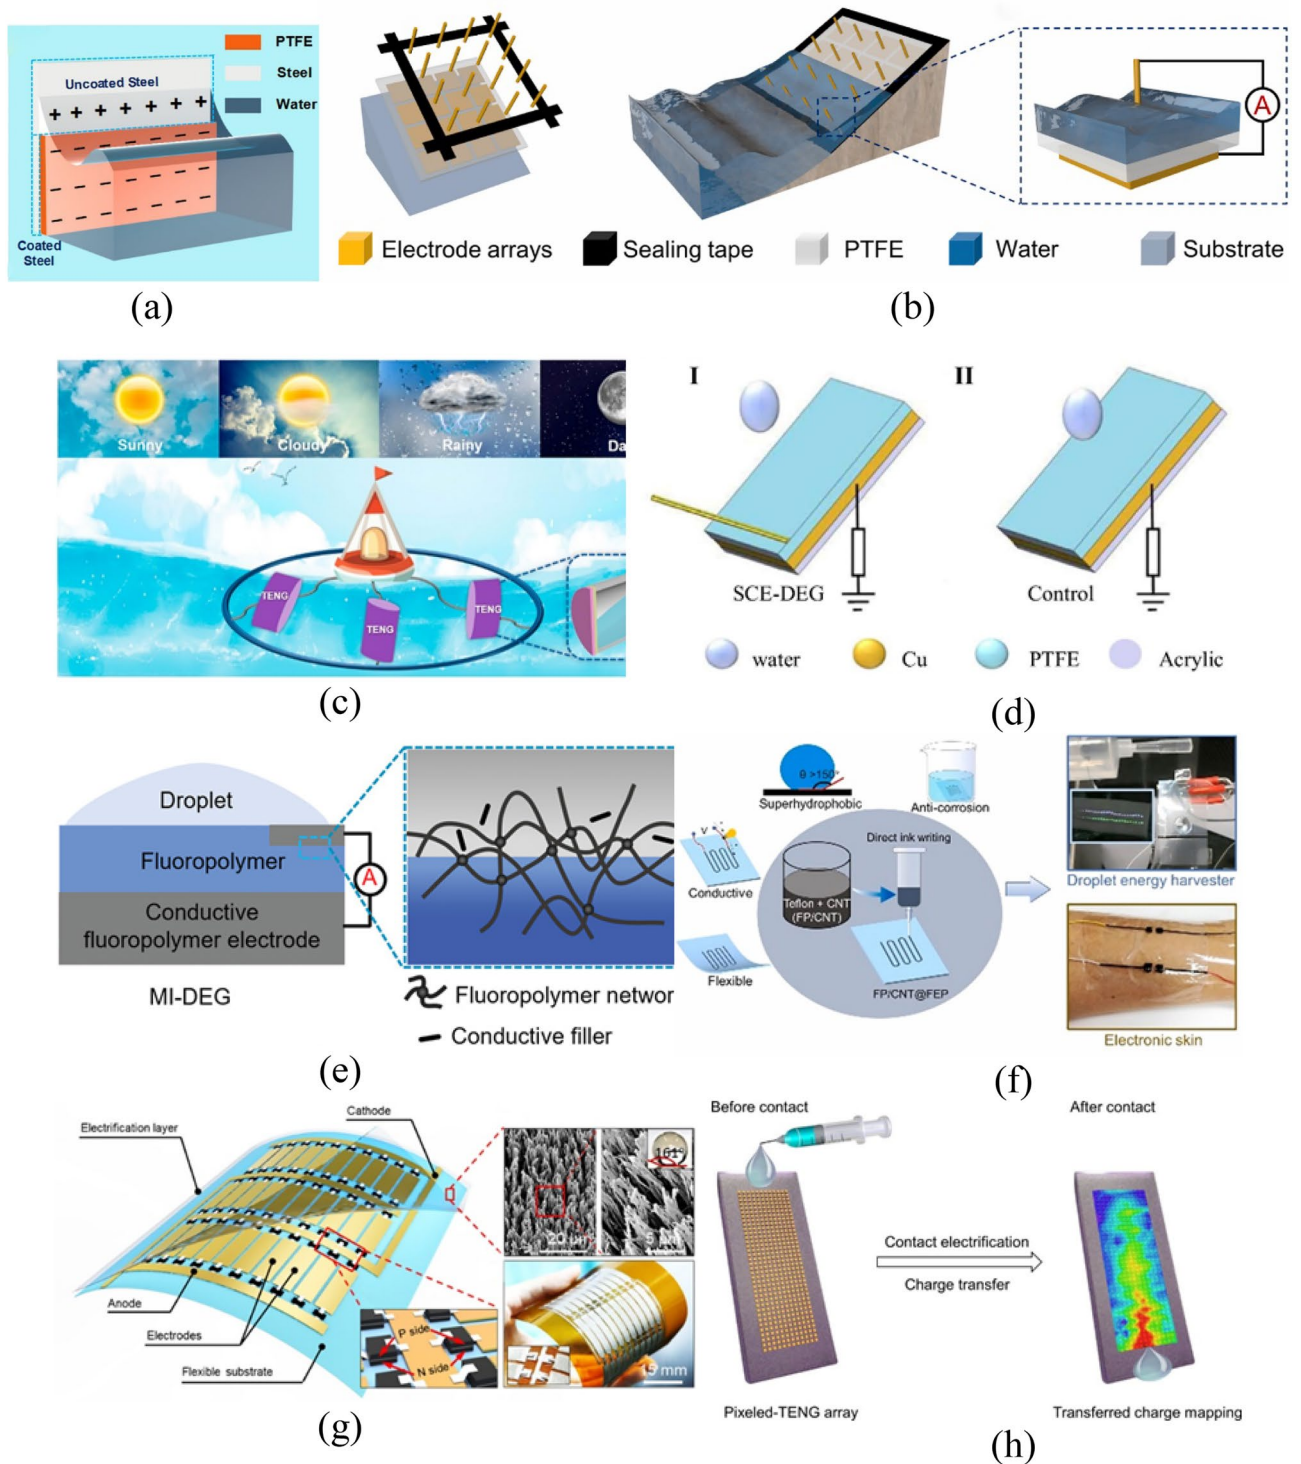 PTFE
Steel
Water
Uncoated Steel
Coated
Steel
(a)
A
Electrode arrays
Sealing tape
PTFE
Water
Substrate
(b)
Sunny
Cloudy
Rainy
Da
TENG
TENG
TENG
(c)
I
II
SCE-DEG
Control
water
Cu
PTFE
Acrylic
(d)
Droplet
Fluoropolymer
A
Conductive
fluoropolymer electrode
MI-DEG
Fluoropolymer networ
Conductive filler
(e)
θ >150°
Superhydrophobic
Anti-corrosion
V
Conductive
Direct ink writing
Teflon + CNT
(FP/CNT)
Flexible
FP/CNT@FEP
Droplet energy harvester
Electronic skin
(f)
Cathode
Electrification layer
161°
20 μm
5 μm
Anode
Electrodes
Flexible substrate
P side
N side
15 mm
(g)
Before contact
After contact
Contact electrification
Charge transfer
Pixeled-TENG array
Transferred charge mapping
(h)